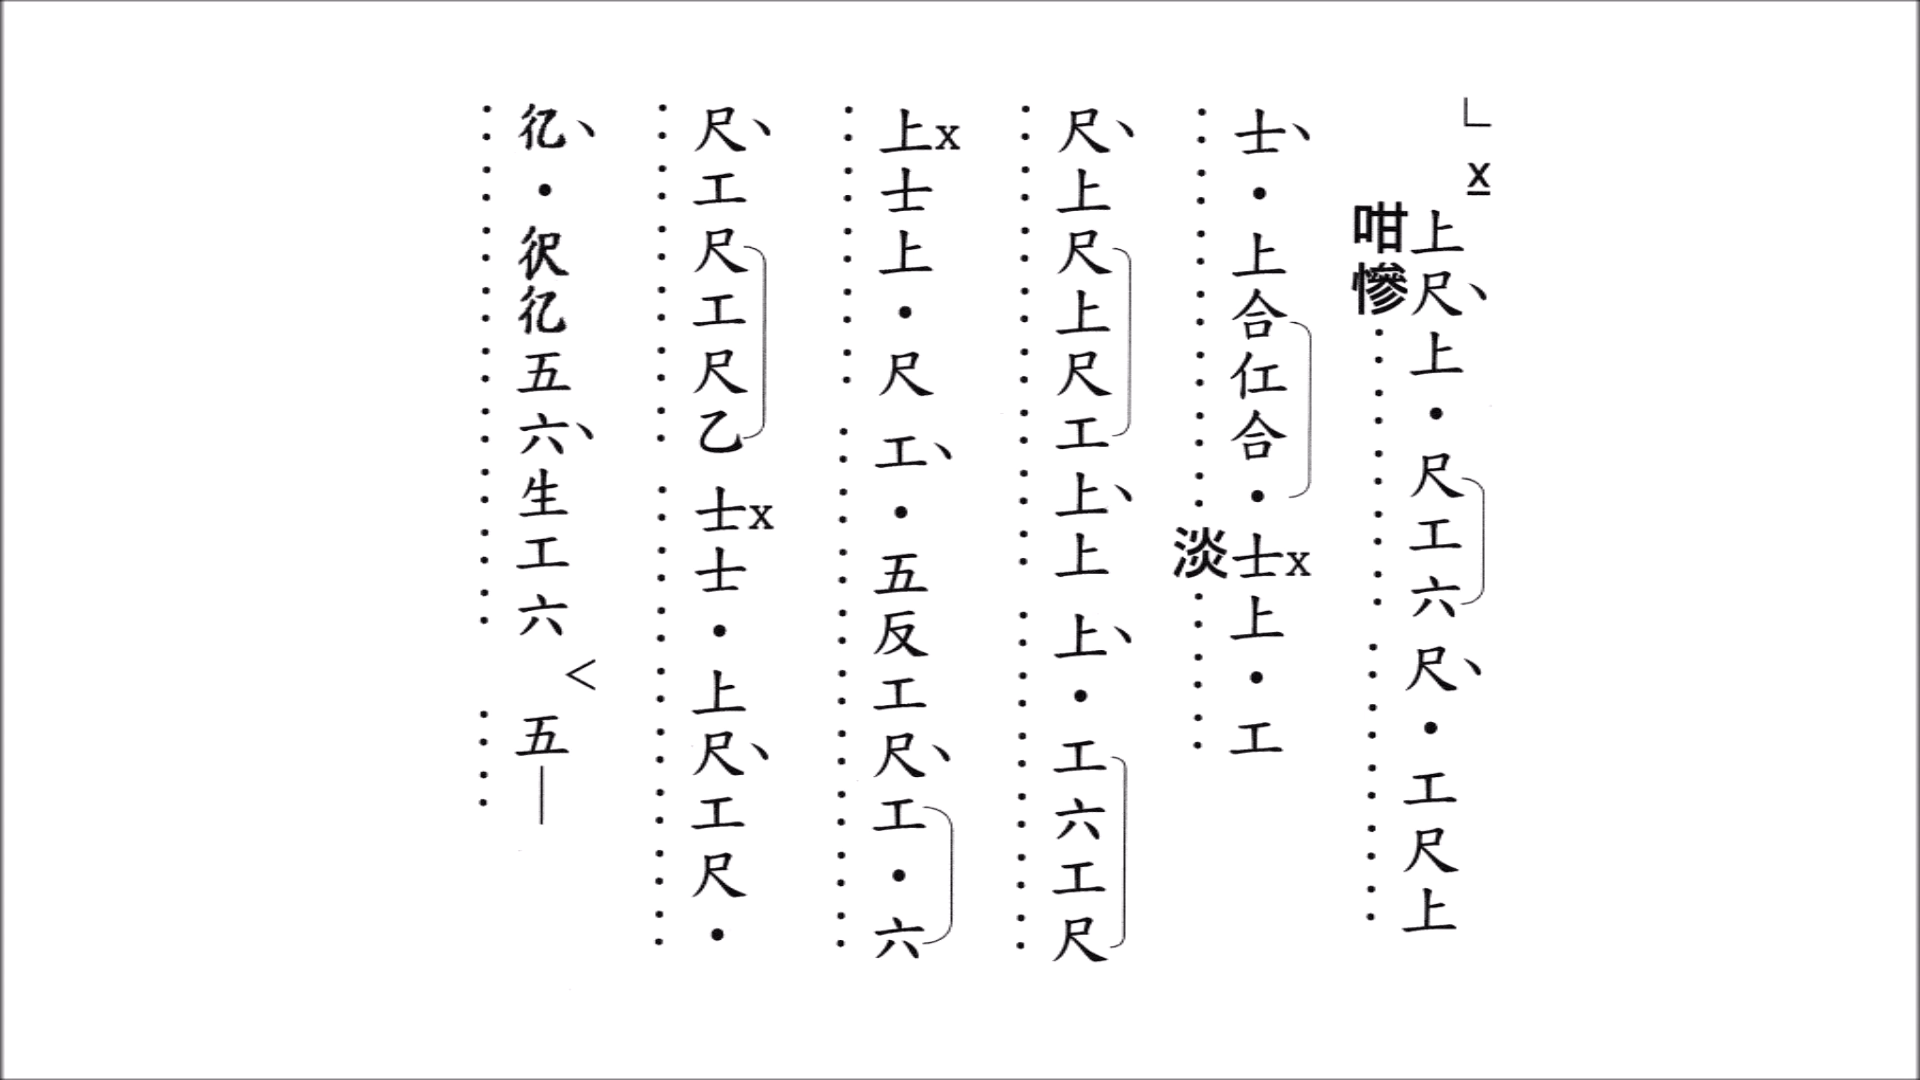 ∟
x
上尺、上・尺工六尺、・工尺上
咁慘
士、・上合仜合・士x上・工
淡
尺、上尺上尺工上、上上、・工六工尺
上x士上・尺工、・五反工尺、工・六
尺、工尺工尺乙士x士・上尺、工尺・
五六、生工六<五—